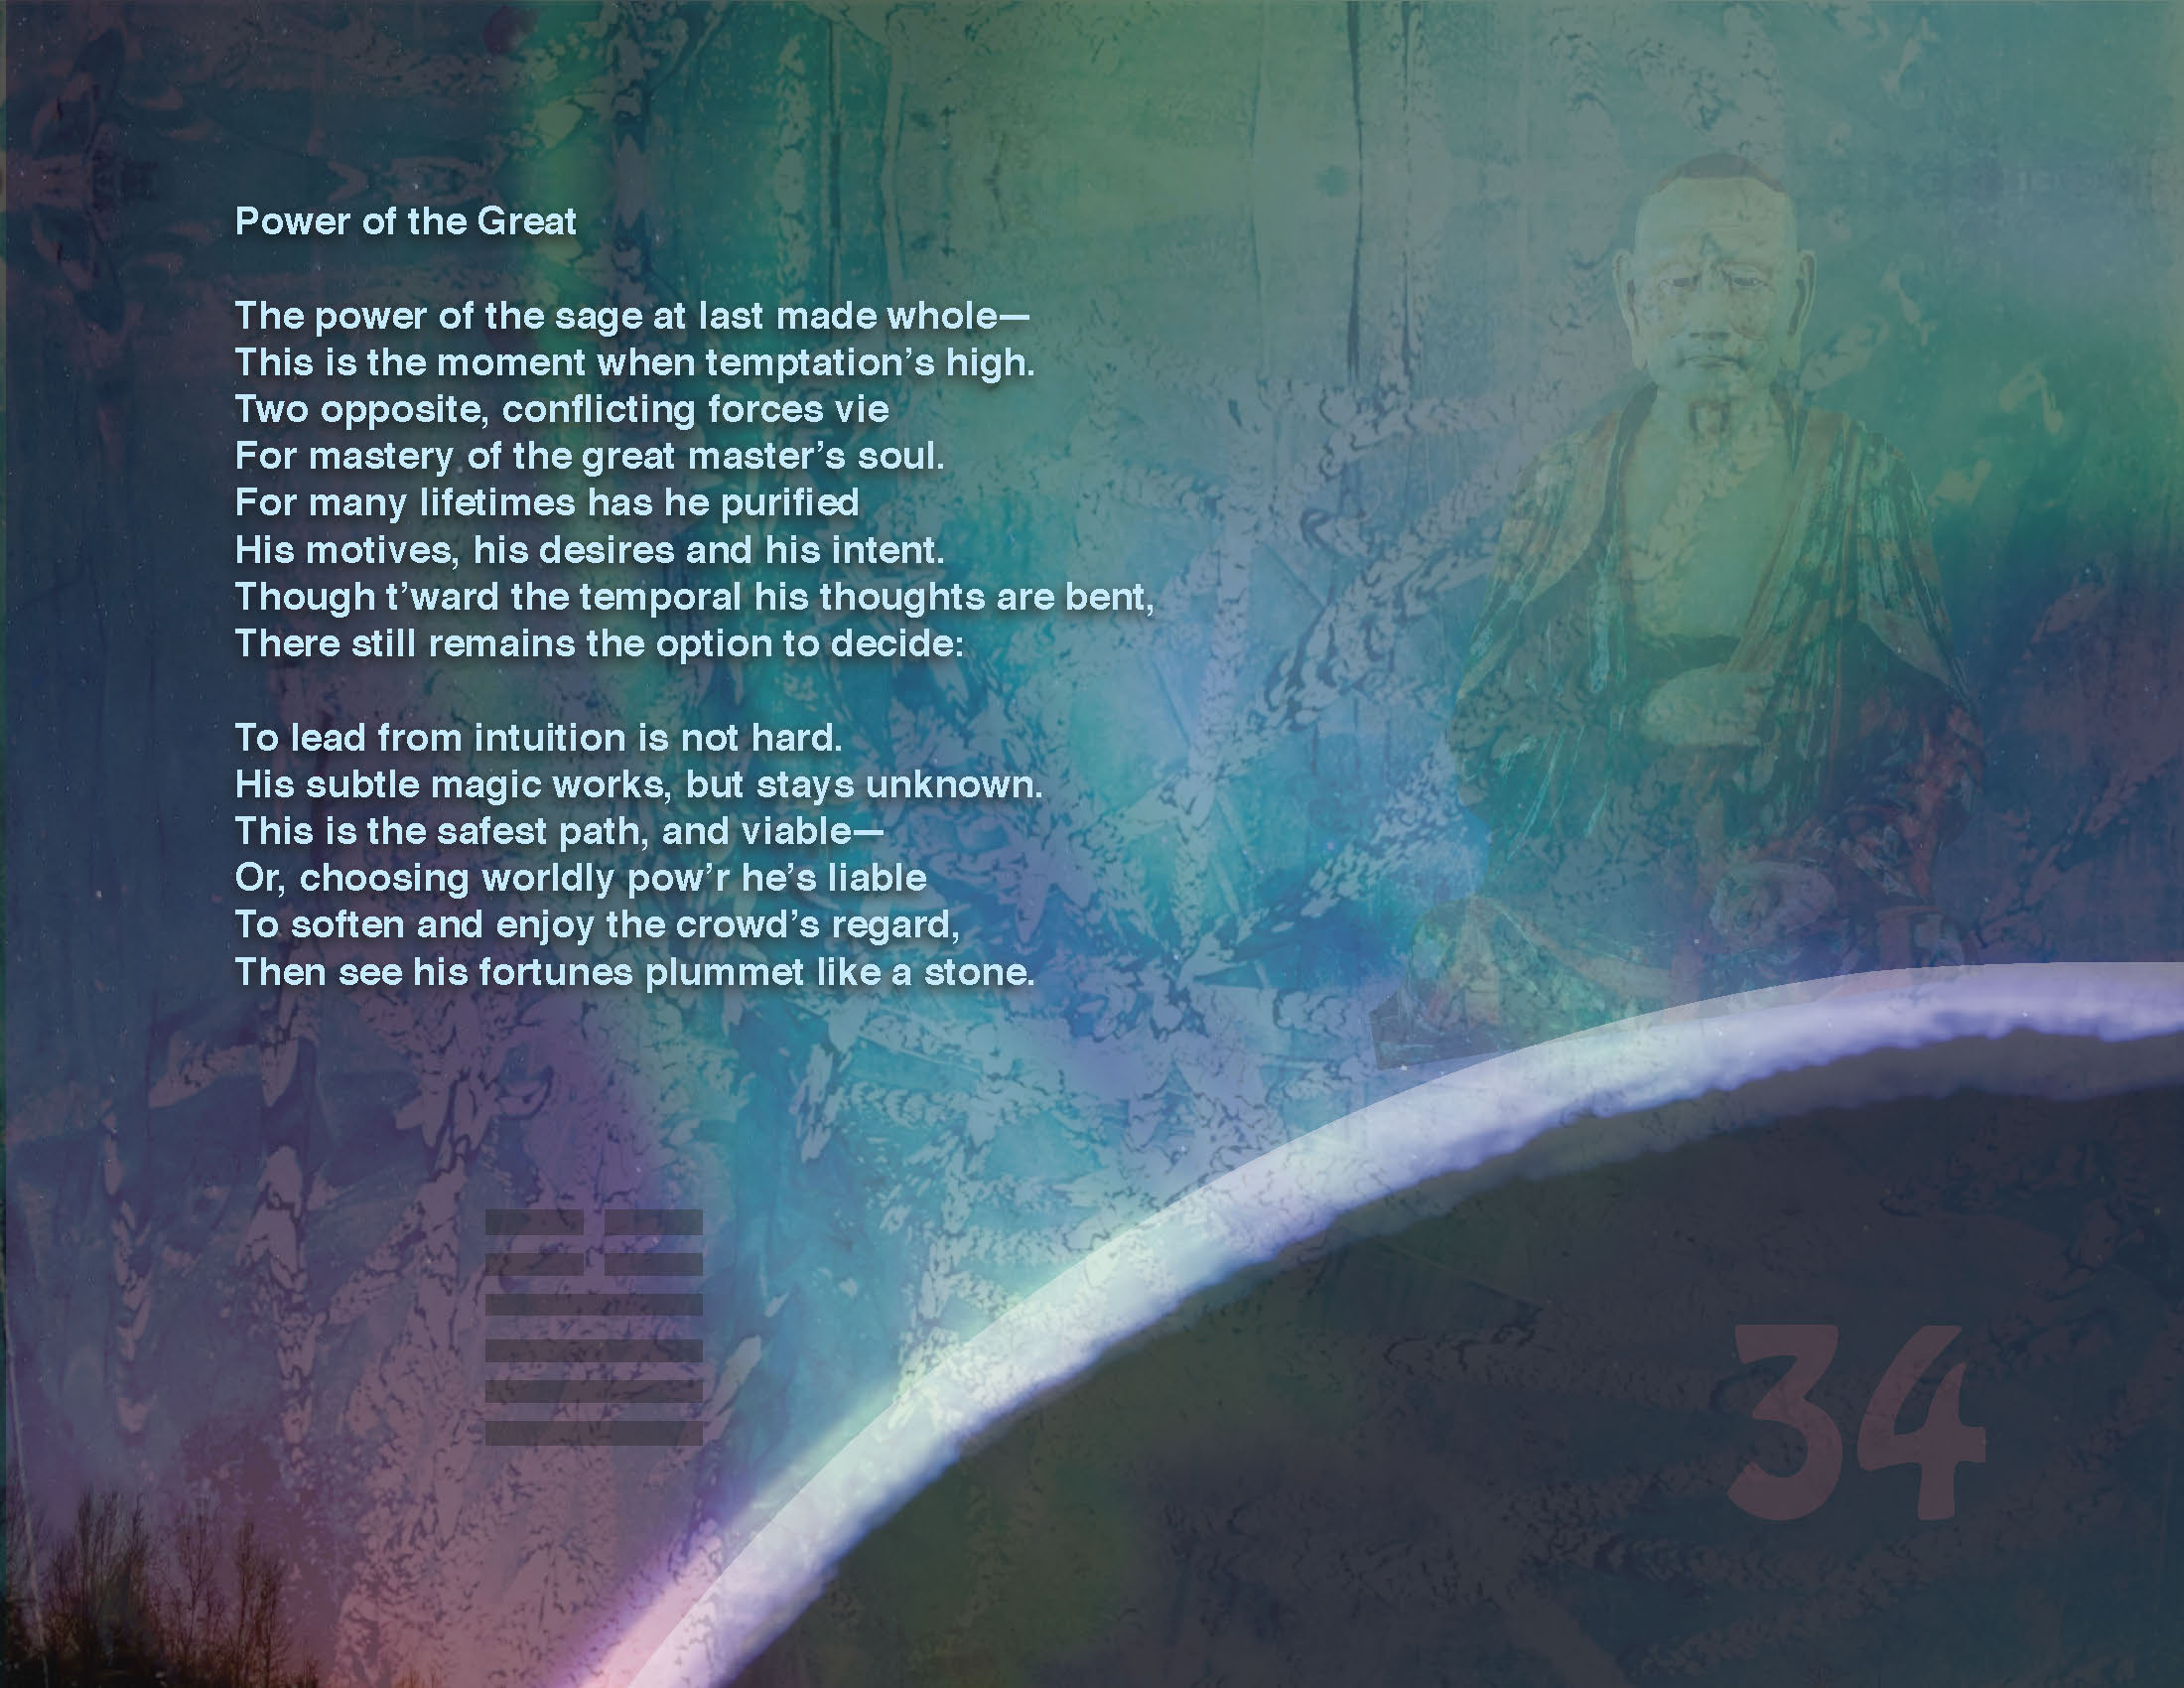 Power of the Great
The power of the sage at last made whole—
This is the moment when temptation’s high.
Two opposite, conflicting forces vie
For mastery of the great master’s soul.
For many lifetimes has he purified
His motives, his desires and his intent.
Though t’ward the temporal his thoughts are bent,
There still remains the option to decide:
To lead from intuition is not hard.
His subtle magic works, but stays unknown.
This is the safest path, and viable—
Or, choosing worldly pow’r he’s liable
To soften and enjoy the crowd’s regard,
Then see his fortunes plummet like a stone.
34